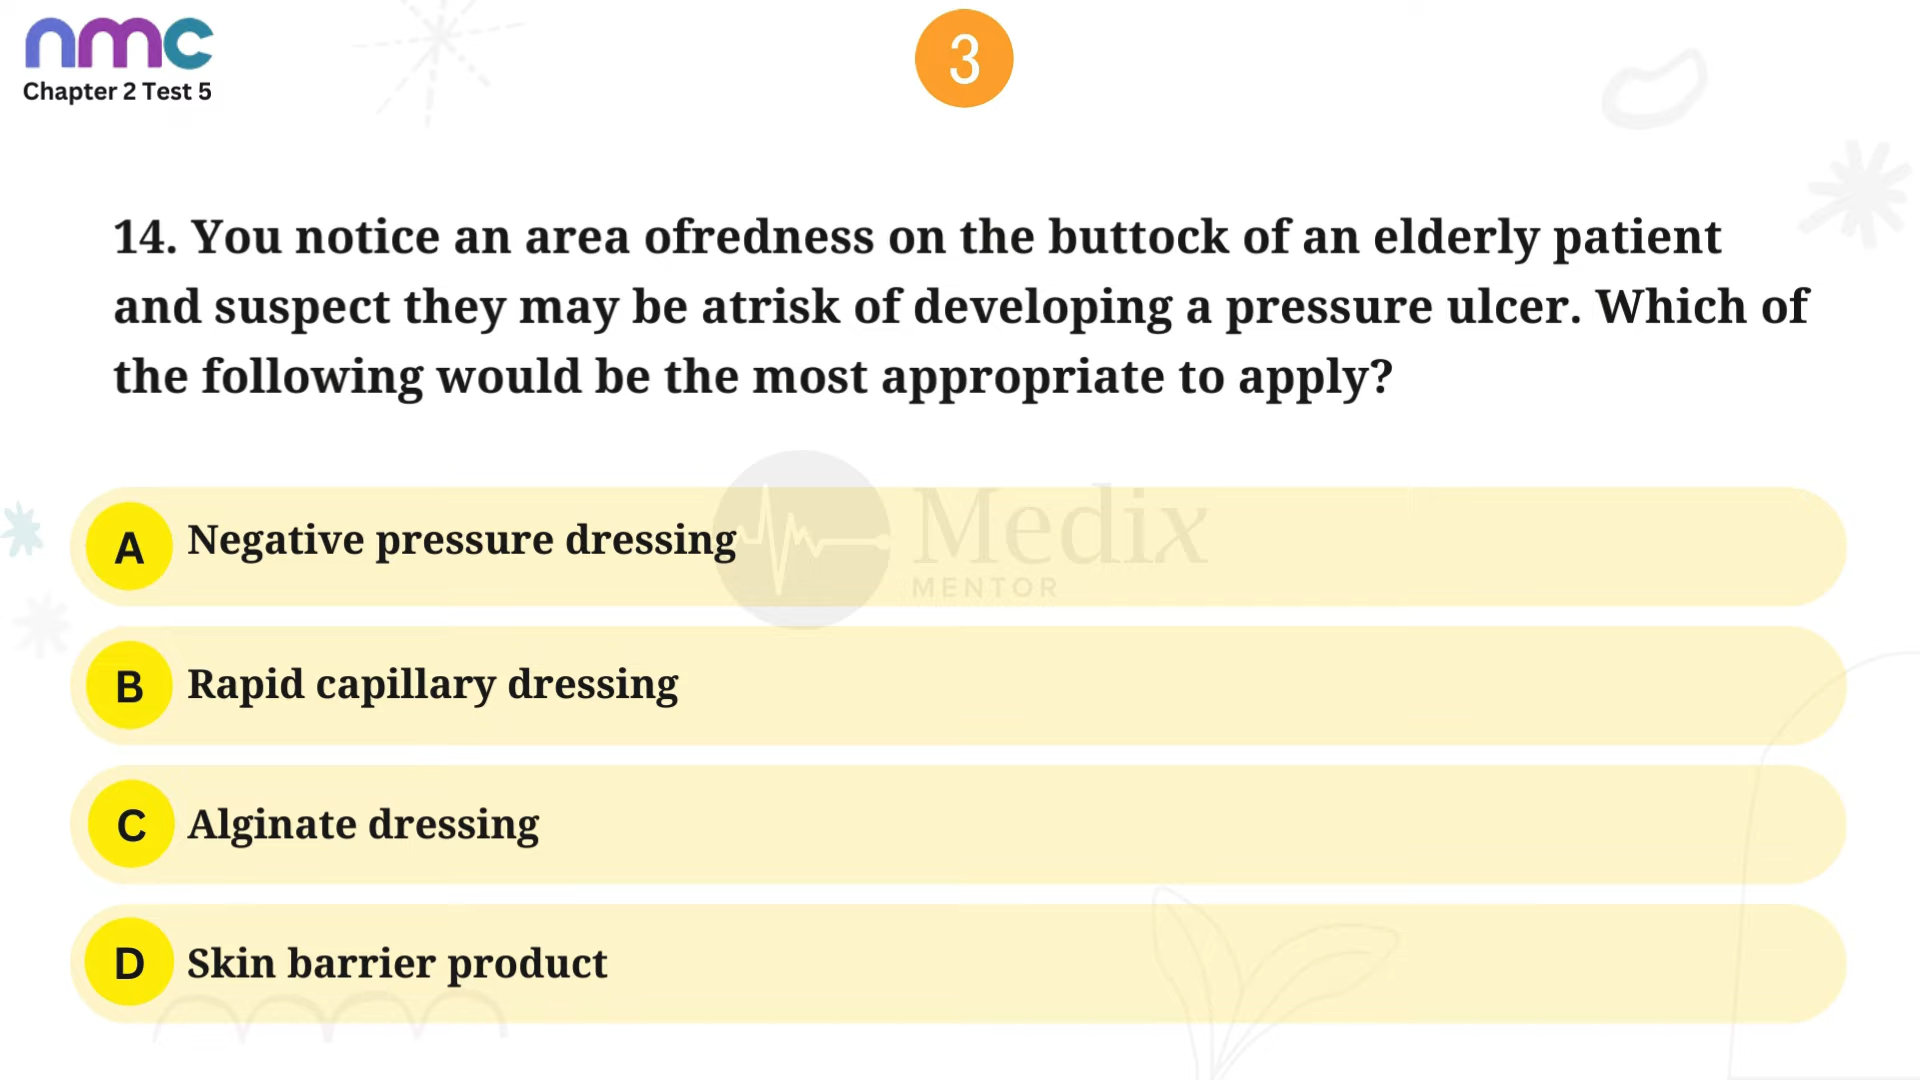 nmc
Chapter 2 Test 5
3
14. You notice an area ofredness on the buttock of an elderly patient
and suspect they may be atrisk of developing a pressure ulcer. Which of
the following would be the most appropriate to apply?
A Negative pressure dressing
Medix
MENTOR
B Rapid capillary dressing
C Alginate dressing
D Skin barrier product